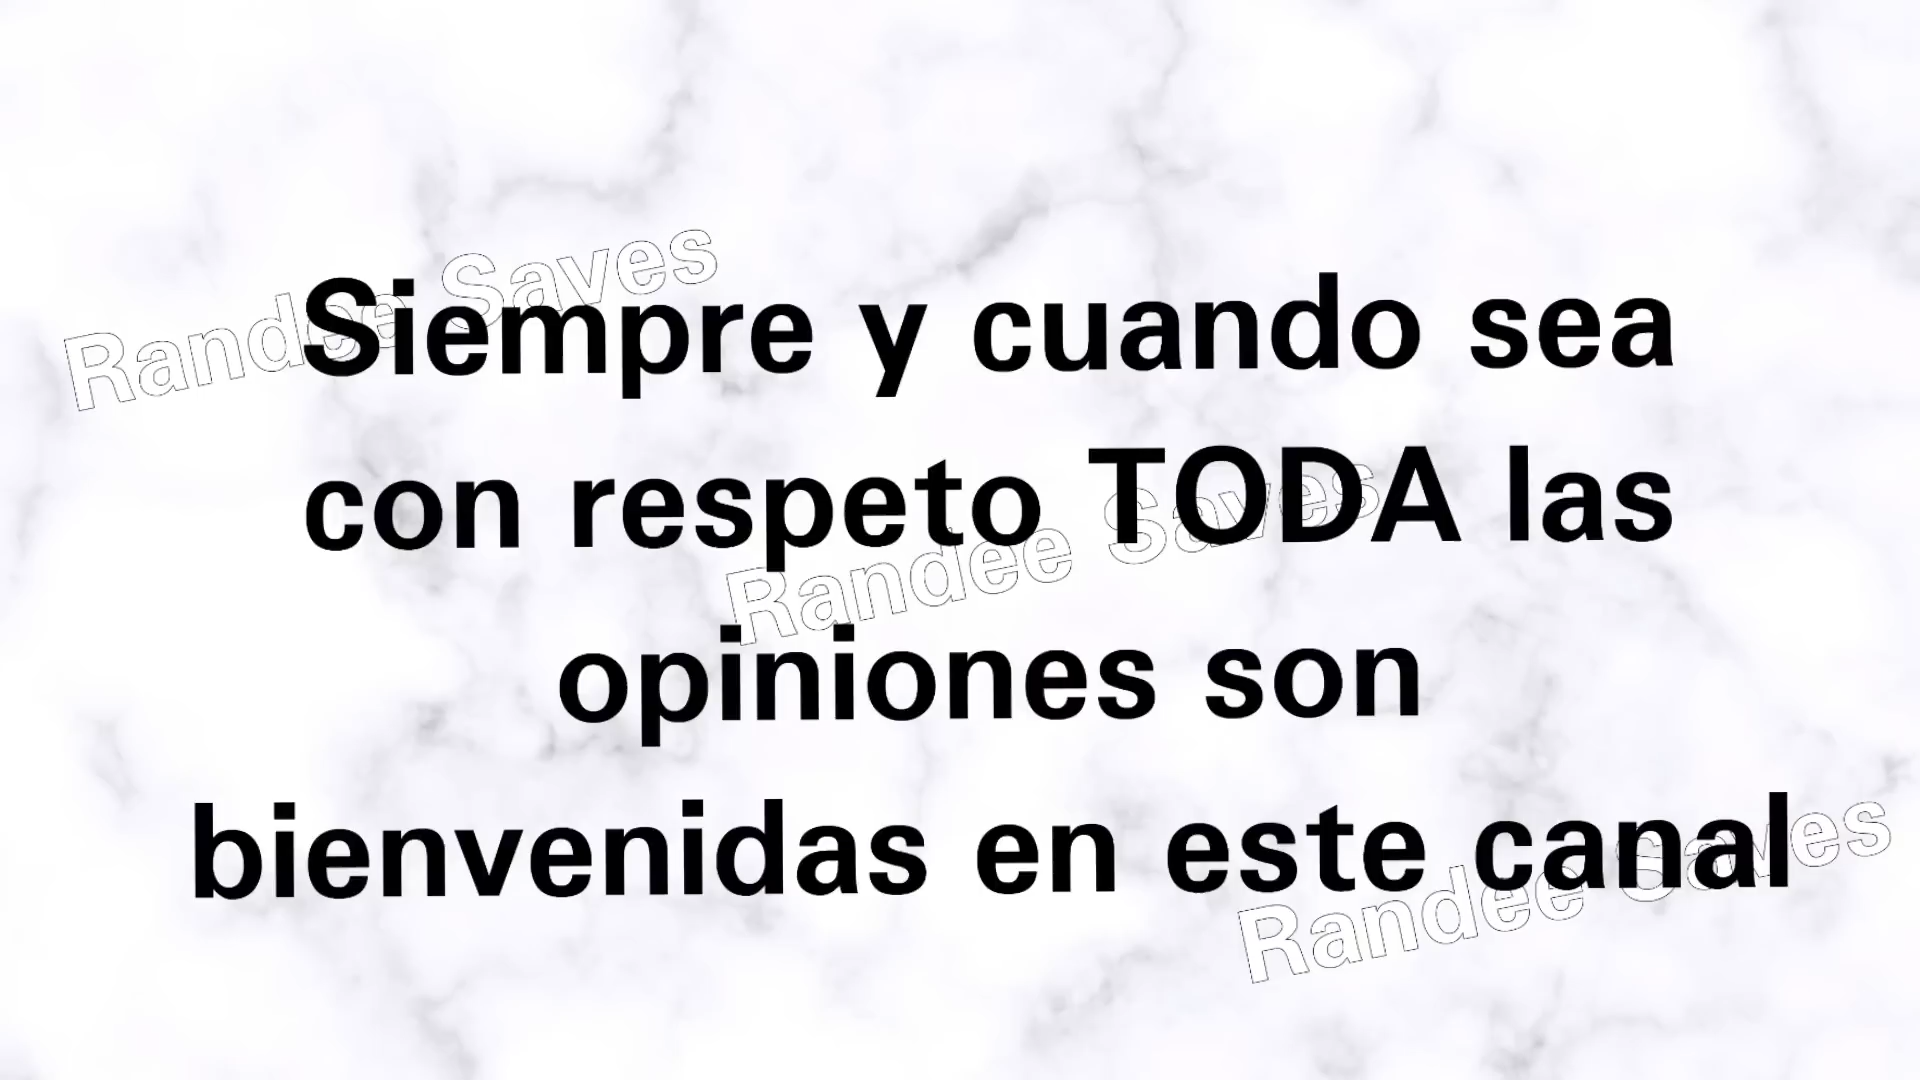 Randee Saves
Siempre y cuando sea
con respeto TODA las
Randee Saves
opiniones son
bienvenidas en este canal
Randee Saves